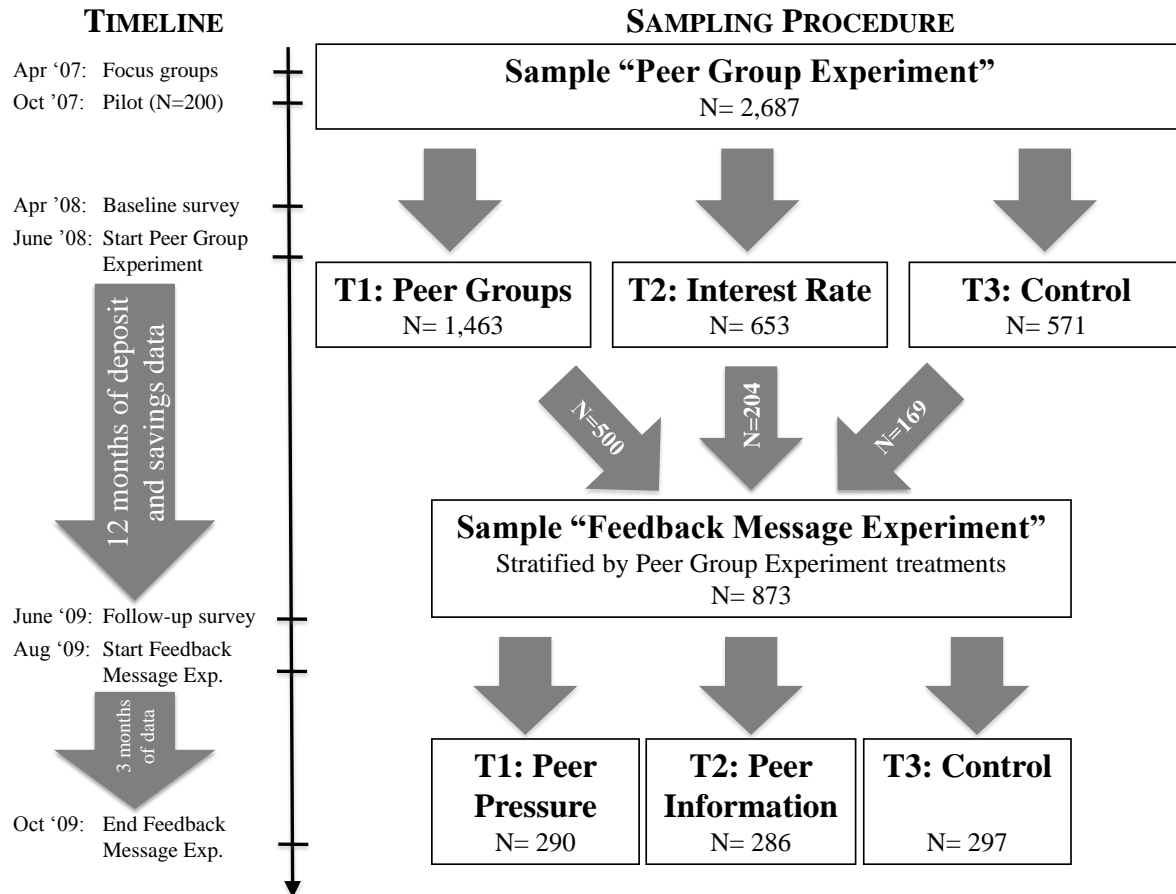 TIMELINE
Apr '07: Focus groups
Oct '07: Pilot (N=200)
Apr '08: Baseline survey
June '08: Start Peer Group
Experiment
12 months of deposit
and savings data
June '09: Follow-up survey
Aug '09: Start Feedback
Message Exp.
3 months
of data
Oct '09: End Feedback
Message Exp.
SAMPLING PROCEDURE
Sample “Peer Group Experiment”
N= 2,687
T1: Peer Groups
N= 1,463
T2: Interest Rate
N= 653
T3: Control
N= 571
N=500
N=204
N=169
Sample “Feedback Message Experiment”
Stratified by Peer Group Experiment treatments
N= 873
T1: Peer
Pressure
N= 290
T2: Peer
Information
N= 286
T3: Control
N= 297